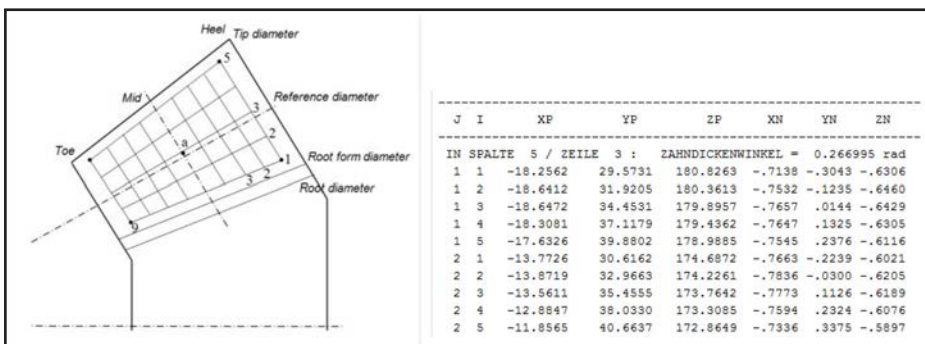 Heel Tip diameter
5
Mid
3 Reference diameter
a 2
Toe
1 Root form diameter
3 2
Root diameter
9
J I XP YP ZP XN YN ZN
IN SPALTE 5 / ZEILE 3 : ZAHNDICKENWINKEL = 0.266995 rad
1 1 -18.2562 29.5731 180.8263 -.7138 -.3043 -.6306
1 2 -18.6412 31.9205 180.3613 -.7532 -.1235 -.6460
1 3 -18.6472 34.4531 179.8957 -.7657 .0144 -.6429
1 4 -18.3081 37.1179 179.4362 -.7647 .1325 -.6305
1 5 -17.6326 39.8802 178.9885 -.7545 .2376 -.6116
2 1 -13.7726 30.6162 174.6872 -.7663 -.2239 -.6021
2 2 -13.8719 32.9663 174.2261 -.7836 -.0300 -.6205
2 3 -13.5611 35.4555 173.7642 -.7773 .1126 -.6189
2 4 -12.8847 38.0330 173.3085 -.7594 .2324 -.6076
2 5 -11.8565 40.6637 172.8649 -.7336 .3375 -.5897